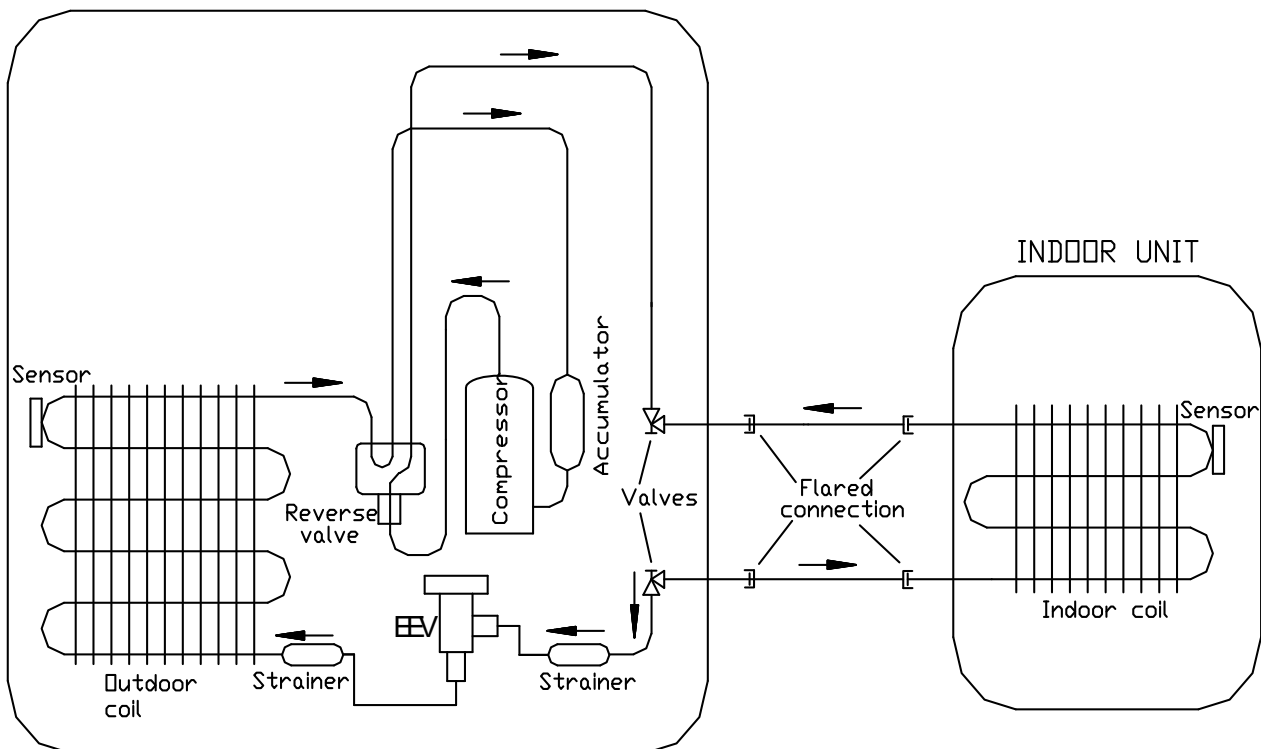 INDOOR UNIT
Sensor
Compressor
Accumulator
Sensor
Reverse
valve
Valves
Flared
connection
EEV
Indoor coil
Outdoor
coil
Strainer
Strainer